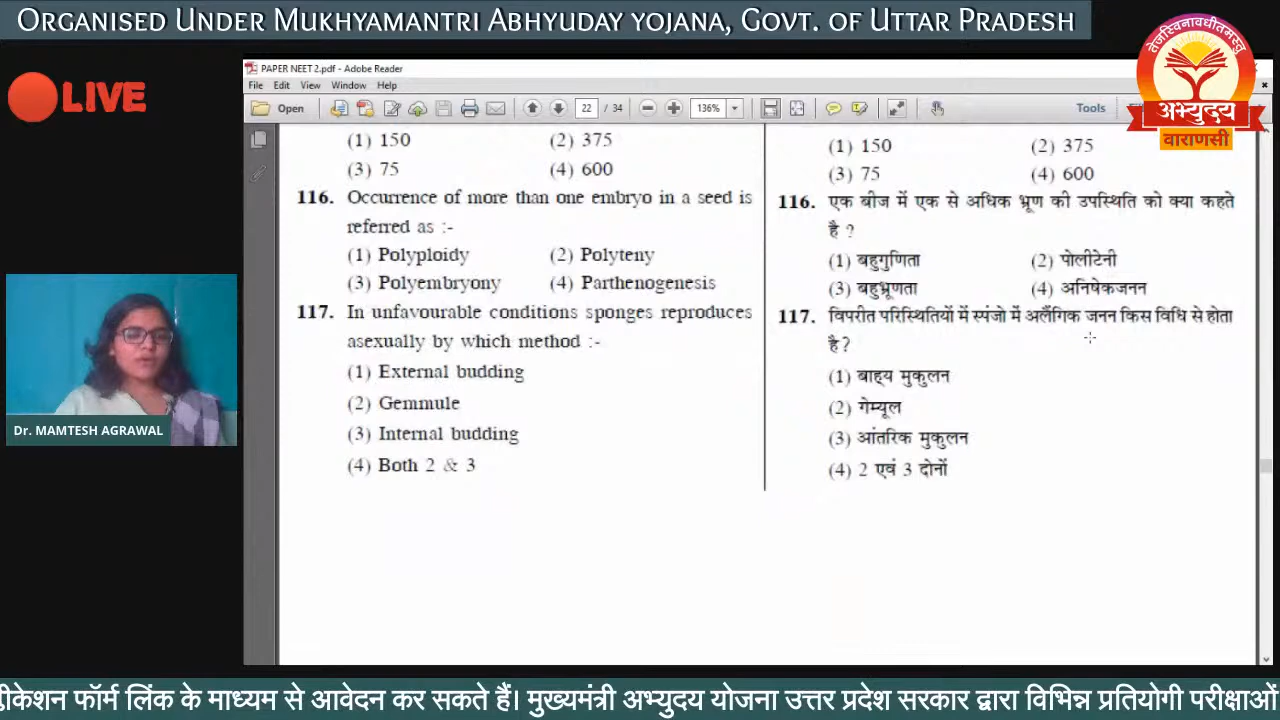 ORGANISED UNDER MUKHYAMANTRI ABHYUDAY YOJANA, GOVT. OF UTTAR PRADESH
तेजस्विनावधीतमस्तु
अभ्युदय
वाराणसी
LIVE
PAPER NEET 2.pdf - Adobe Reader
File Edit View Window Help
Open 22 / 34 136% Tools
(1) 150 (2) 375
(3) 75 (4) 600
116. Occurrence of more than one embryo in a seed is
referred as :-
(1) Polyploidy (2) Polyteny
(3) Polyembryony (4) Parthenogenesis
117. In unfavourable conditions sponges reproduces
asexually by which method :-
(1) External budding
(2) Gemmule
(3) Internal budding
(4) Both 2 & 3
(1) 150 (2) 375
(3) 75 (4) 600
116. एक बीज में एक से अधिक भ्रूण की उपस्थिति को क्या कहते
है ?
(1) बहुगुणिता (2) पोलीटेनी
(3) बहुभ्रूणता (4) अनिषेकजनन
117. विपरीत परिस्थितियों में स्पंजो में अलैंगिक जनन किस विधि से होता
है?
(1) बाह्य मुकुलन
(2) गेम्यूल
(3) आंतरिक मुकुलन
(4) 2 एवं 3 दोनों
Dr. MAMTESH AGRAWAL
केशन फॉर्म लिंक के माध्यम से आवेदन कर सकते हैं। मुख्यमंत्री अभ्युदय योजना उत्तर प्रदेश सरकार द्वारा विभिन्न प्रतियोगी परीक्षाओं